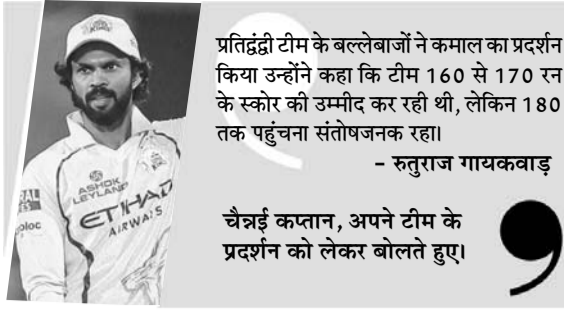 प्रतिद्वंद्वी टीम के बल्लेबाजों ने कमाल का प्रदर्शन
किया उन्होंने कहा कि टीम 160 से 170 रन
के स्कोर की उम्मीद कर रही थी, लेकिन 180
तक पहुंचना संतोषजनक रहा।
- रुतुराज गायकवाड़
चैन्नई कप्तान, अपने टीम के
प्रदर्शन को लेकर बोलते हुए।
ASHOK
LEYLAND
ETIHAD
AIRWAYS